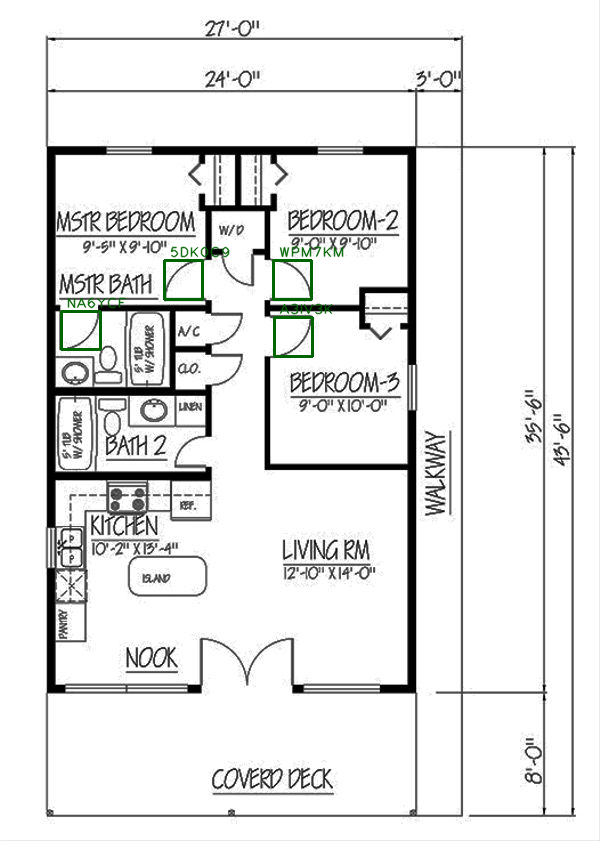 27'-0"
24'-0"
3'-0"
MSTR BEDROOM
9'-5" X 9'-10"
W/D
BEDROOM-2
9'-0" X 9'-10"
WPM7KM
MSTR BATH
A/C
5' TUB
W/ SHOWER
CLO.
BEDROOM-3
9'-0" X 10'-0"
LINEN
5' TUB
W/ SHOWER
BATH 2
WALKWAY
35'-6"
43'-6"
REF.
KITCHEN
10'-2" X 13'-4"
LIVING RM
12'-10" X 14'-0"
ISLAND
PANTRY
NOOK
COVERD DECK
8'-0"